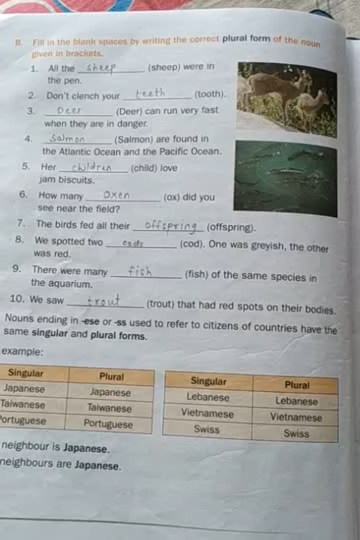 B. Fill in the blank spaces by writing the correct plural form of the noun
given in brackets.
1. All the sheep (sheep) were in
the pen.
2. Don't clench your teeth (tooth).
3. Deer (Deer) can run very fast
when they are in danger.
4. Salmon (Salmon) are found in
the Atlantic Ocean and the Pacific Ocean.
5. Her children (child) love
jam biscuits.
6. How many oxen (ox) did you
see near the field?
7. The birds fed all their offspring (offspring).
8. We spotted two cods (cod). One was greyish, the other
was red.
9. There were many fish (fish) of the same species in
the aquarium.
10. We saw trout (trout) that had red spots on their bodies.
Nouns ending in -ese or -ss used to refer to citizens of countries have the
same singular and plural forms.
example:
Singular Plural
Japanese Japanese
Taiwanese Taiwanese
Portuguese Portuguese
Singular Plural
Lebanese Lebanese
Vietnamese Vietnamese
Swiss Swiss
neighbour is Japanese.
neighbours are Japanese.